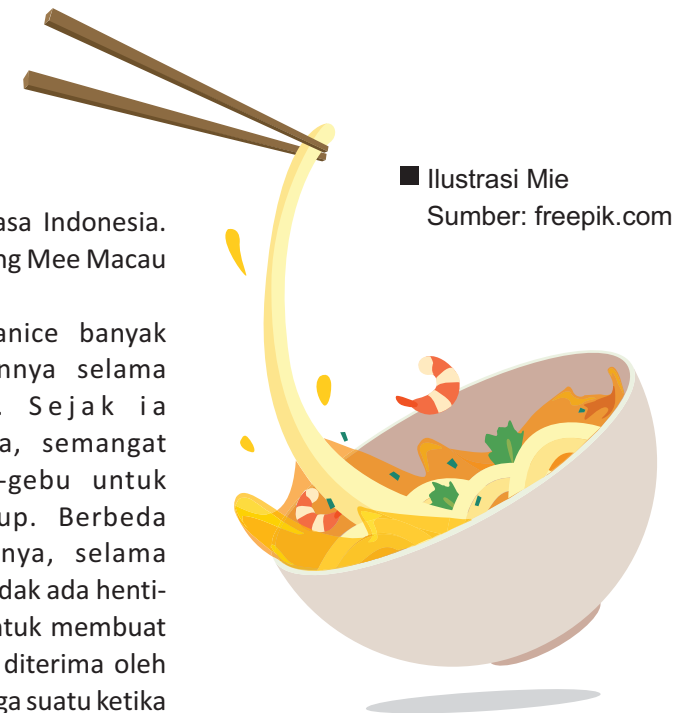 ■ Ilustrasi Mie
Sumber: freepik.com
asa Indonesia.
ng Mee Macau
anice banyak
nnya selama
. Sejak ia
a, semangat
-gebu untuk
up. Berbeda
nya, selama
dak ada henti-
tuk membuat
diterima oleh
ga suatu ketika